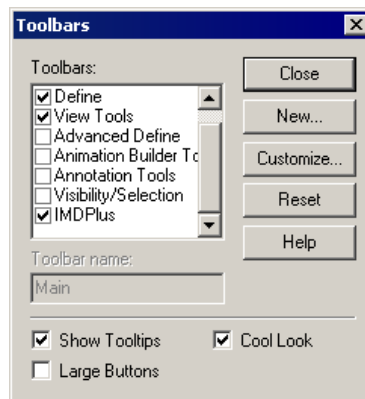 Toolbars
Toolbars:
Define
View Tools
Advanced Define
Animation Builder To
Annotation Tools
Visibility/Selection
IMDPlus
Close
New...
Customize...
Reset
Help
Toolbar name:
Main
Show Tooltips
Cool Look
Large Buttons